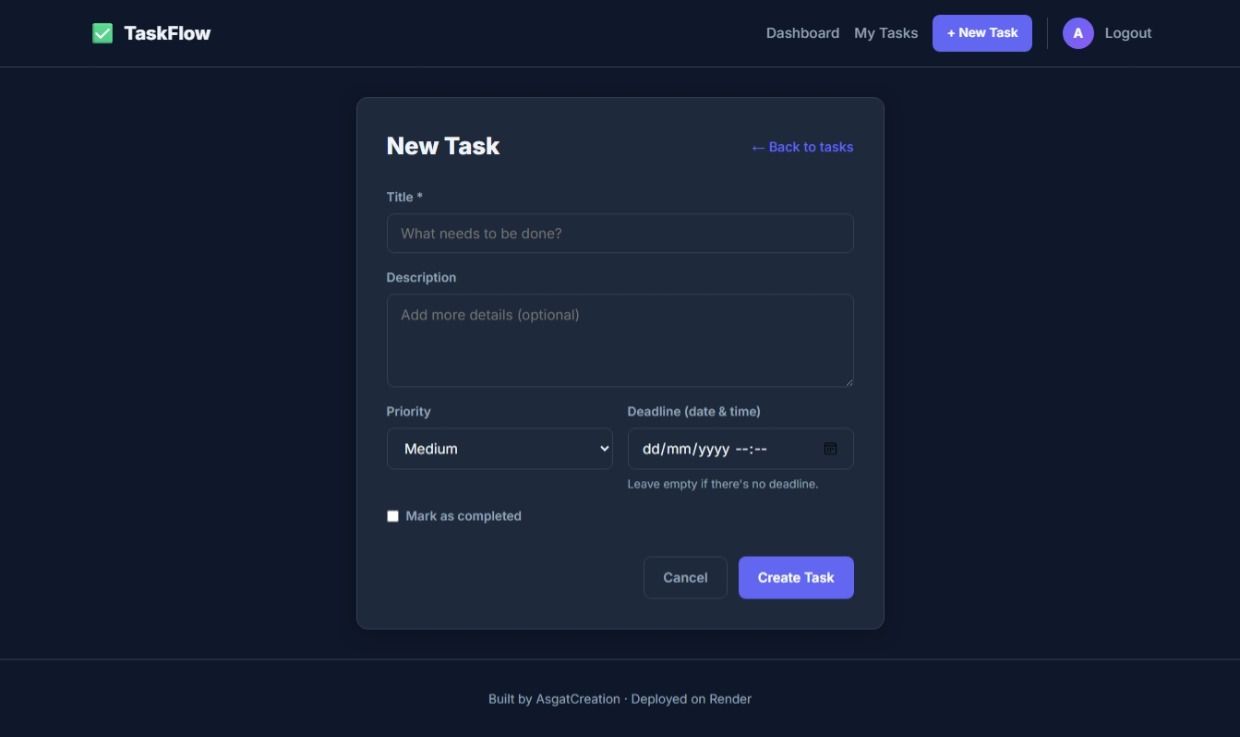 TaskFlow
Dashboard My Tasks + New Task A Logout
New Task
← Back to tasks
Title *
What needs to be done?
Description
Add more details (optional)
Priority Deadline (date & time)
Medium dd/mm/yyyy --:--
Leave empty if there's no deadline.
Mark as completed
Cancel Create Task
Built by AsgatCreation · Deployed on Render